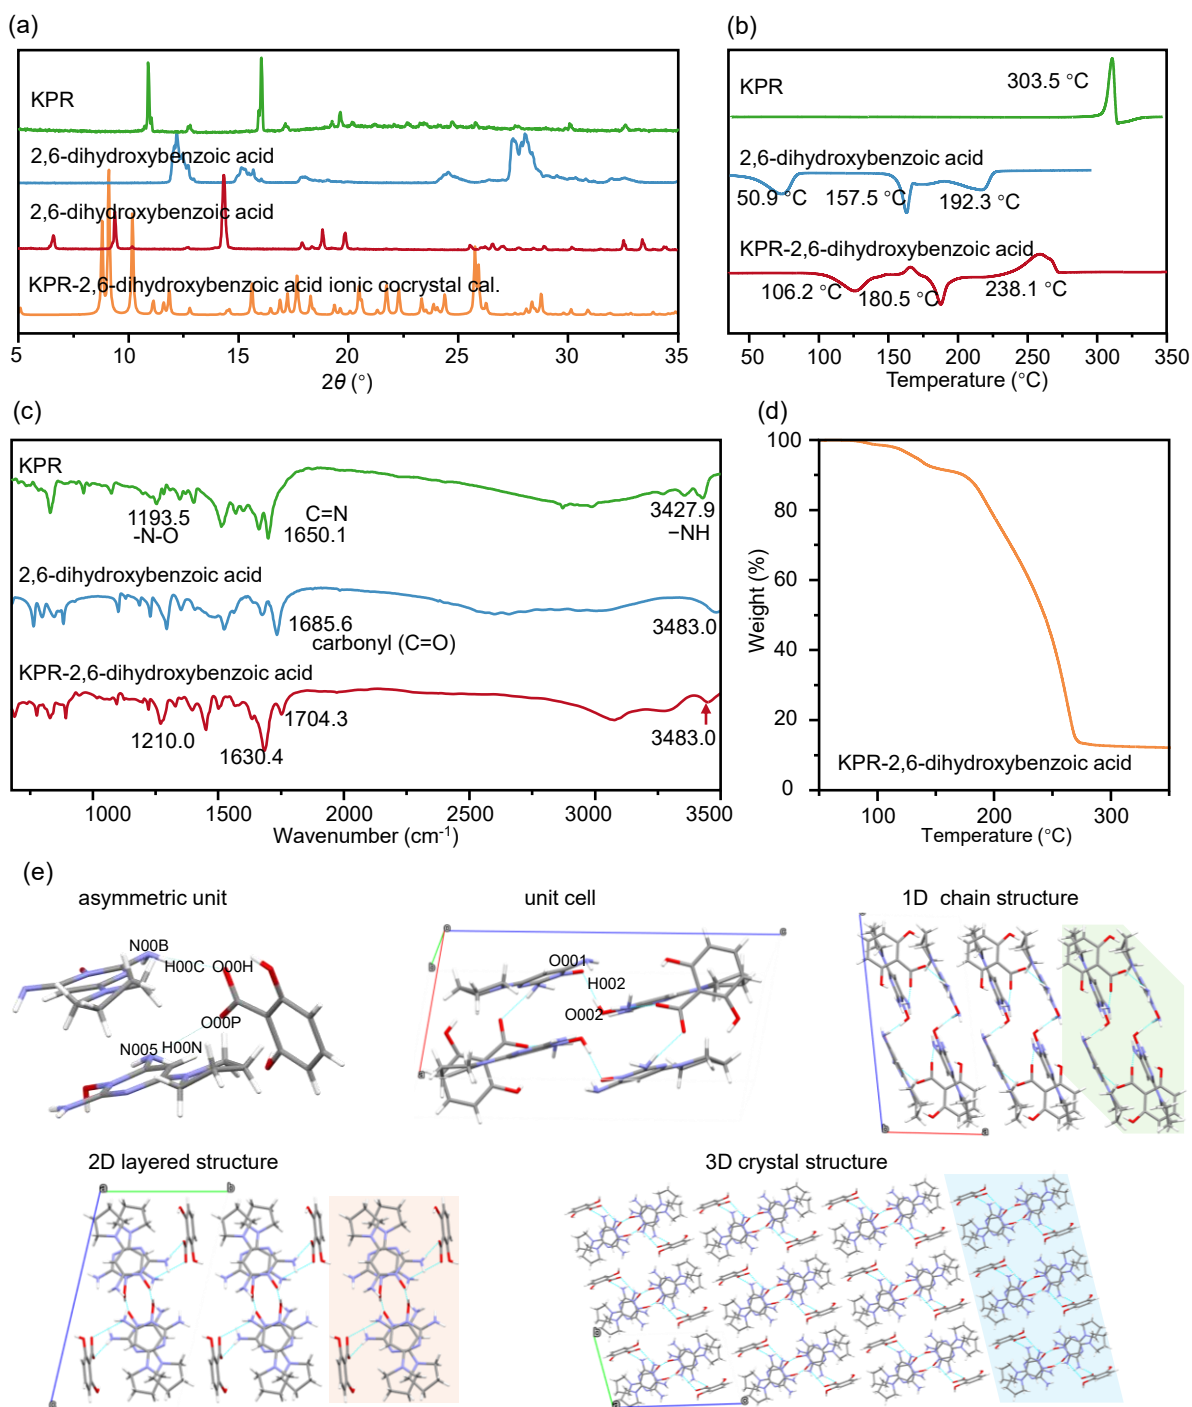 (a)
KPR
2,6-dihydroxybenzoic acid
2,6-dihydroxybenzoic acid
KPR-2,6-dihydroxybenzoic acid ionic cocrystal cal.
5 10 15 20 25 30 35
2θ (°)
(b)
KPR
303.5 °C
2,6-dihydroxybenzoic acid
50.9 °C 157.5 °C 192.3 °C
KPR-2,6-dihydroxybenzoic acid
106.2 °C 180.5 °C 238.1 °C
50 100 150 200 250 300 350
Temperature (°C)
(c)
KPR
1193.5
-N-O
C=N
1650.1
3427.9
−NH
2,6-dihydroxybenzoic acid
1685.6
carbonyl (C=O)
3483.0
KPR-2,6-dihydroxybenzoic acid
1704.3
1210.0
1630.4
3483.0
1000 1500 2000 2500 3000 3500
Wavenumber (cm-1)
(d)
100
80
60
40
20
0
Weight (%)
KPR-2,6-dihydroxybenzoic acid
100 200 300
Temperature (°C)
(e)
asymmetric unit
N00B
H00C O00H
O00P
N005 H00N
unit cell
O001
H002
O002
1D chain structure
2D layered structure
3D crystal structure